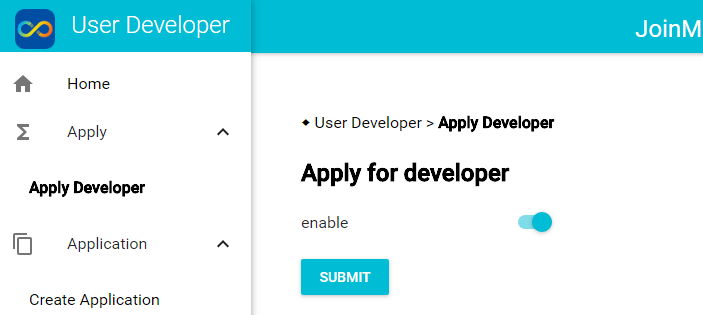 User Developer
JoinM
Home
Apply
Apply Developer
Application
Create Application
User Developer > Apply Developer
Apply for developer
enable
SUBMIT